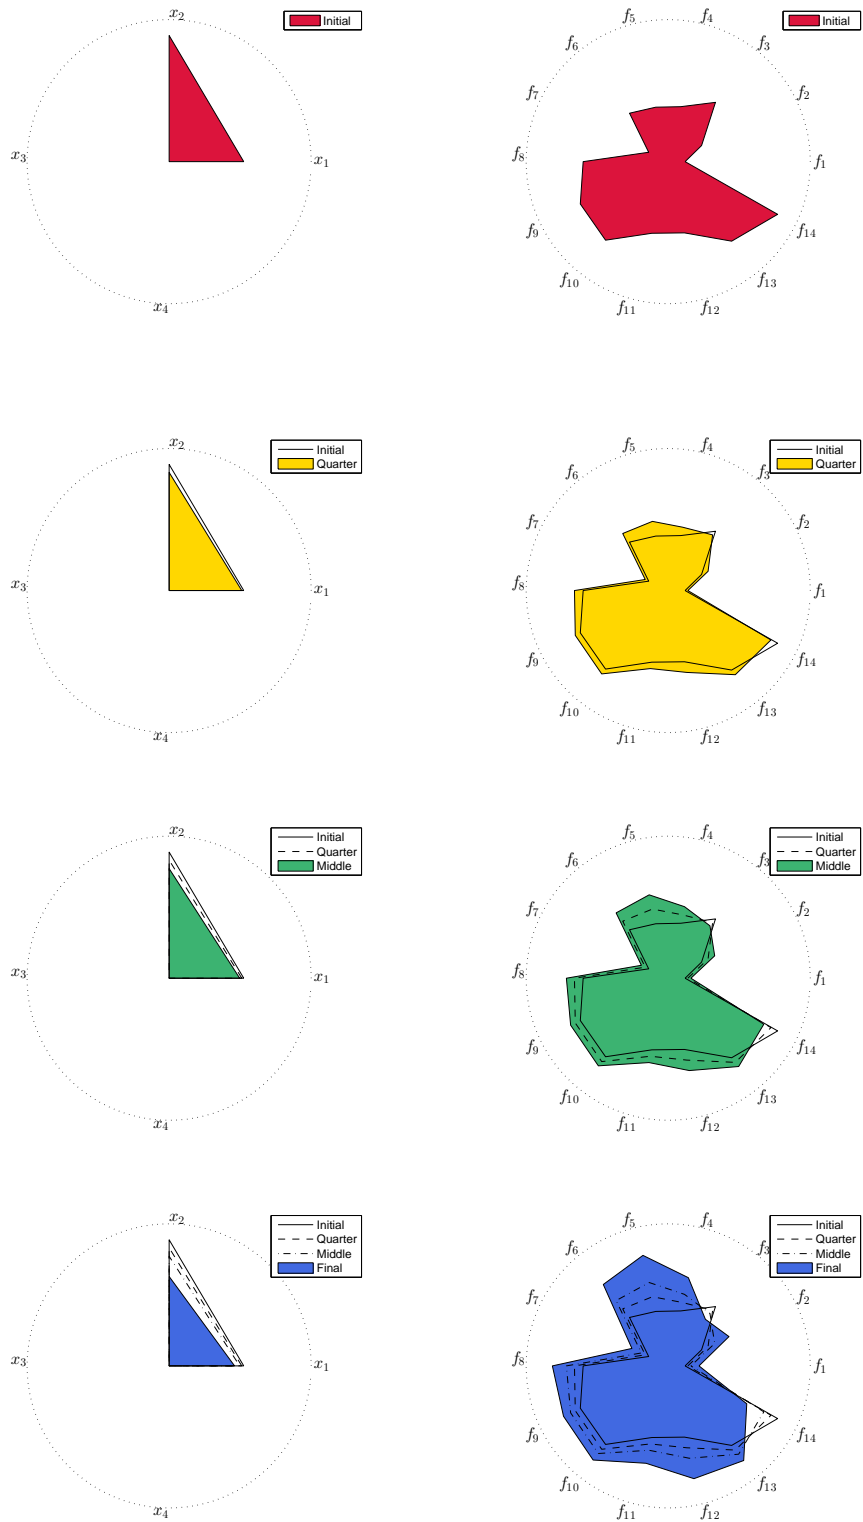 x₂
Initial
x₃
x₁
x₄
f₅
f₄
Initial
f₆
f₃
f₇
f₂
f₈
f₁
f₉
f₁₄
f₁₀
f₁₃
f₁₁
f₁₂
x₂
Initial
Quarter
x₃
x₁
x₄
f₅
f₄
Initial
Quarter
f₆
f₃
f₇
f₂
f₈
f₁
f₉
f₁₄
f₁₀
f₁₃
f₁₁
f₁₂
x₂
Initial
Quarter
Middle
x₃
x₁
x₄
f₅
f₄
Initial
Quarter
Middle
f₆
f₃
f₇
f₂
f₈
f₁
f₉
f₁₄
f₁₀
f₁₃
f₁₁
f₁₂
x₂
Initial
Quarter
Middle
Final
x₃
x₁
x₄
f₅
f₄
Initial
Quarter
Middle
Final
f₆
f₃
f₇
f₂
f₈
f₁
f₉
f₁₄
f₁₀
f₁₃
f₁₁
f₁₂